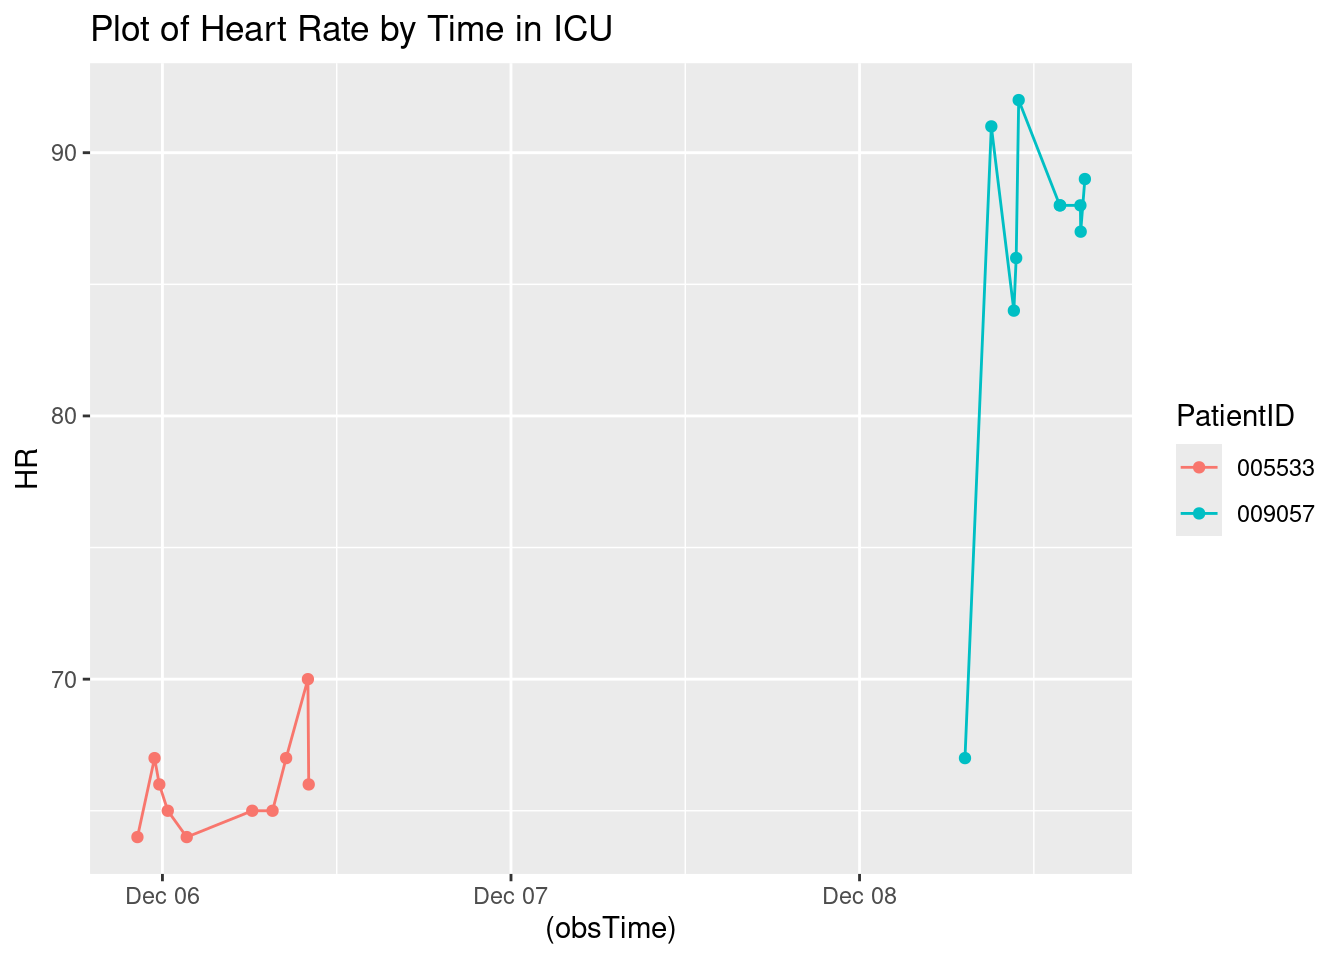 Plot of Heart Rate by Time in ICU
90
80
70
HR
Dec 06
Dec 07
Dec 08
(obsTime)
PatientID
005533
009057